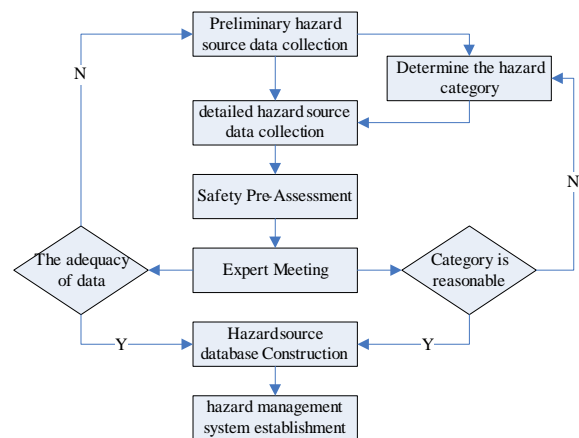 Preliminary hazard
source data collection
N
Determine the hazard
category
detailed hazard source
data collection
N
Safety Pre-Assessment
The adequacy
of data
Expert Meeting
Category is
reasonable
Y
Hazard source
database Construction
Y
hazard management
system establishment